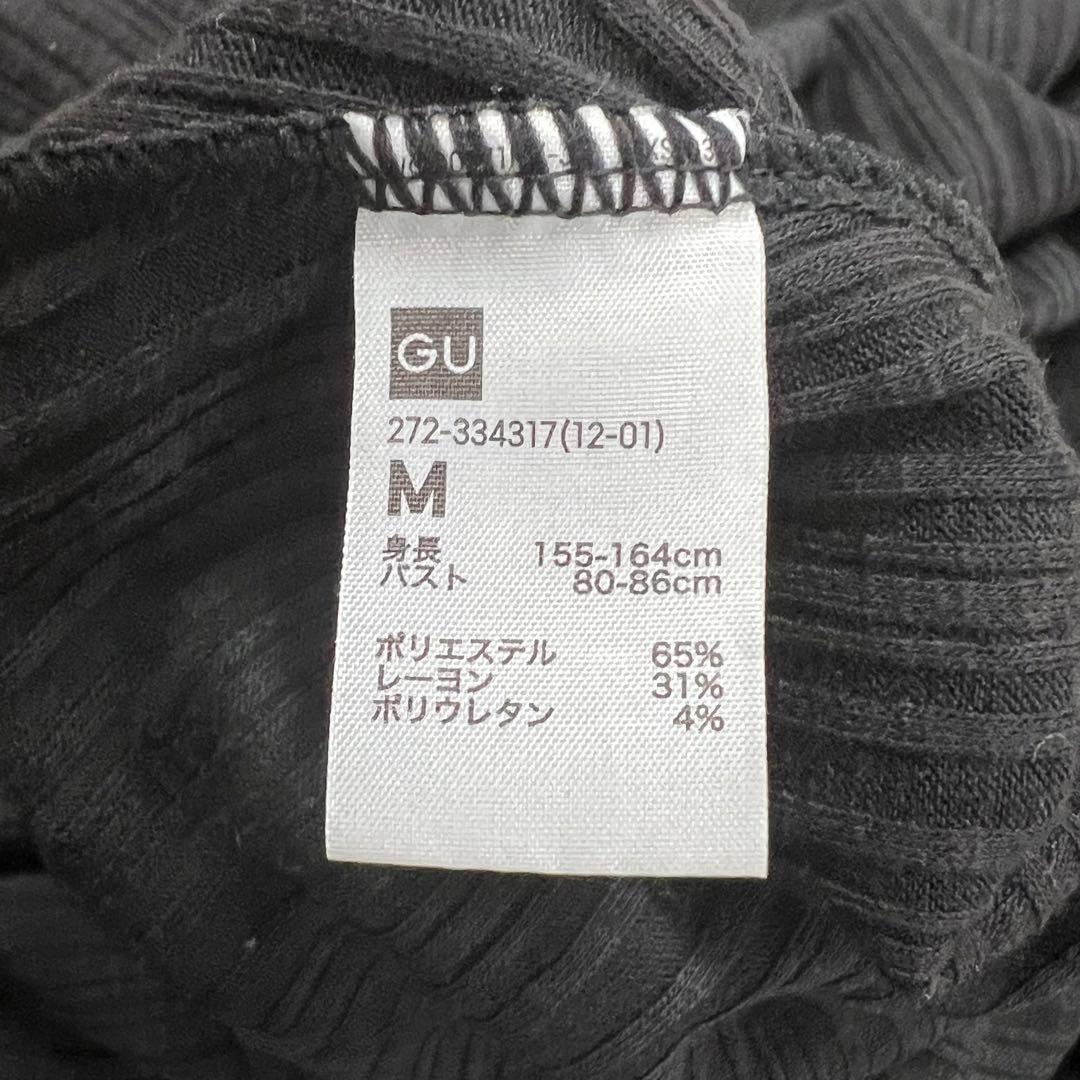 GU
272-334317(12-01)
M
身長 155-164cm
バスト 80-86cm
ポリエステル 65%
レーヨン 31%
ポリウレタン 4%